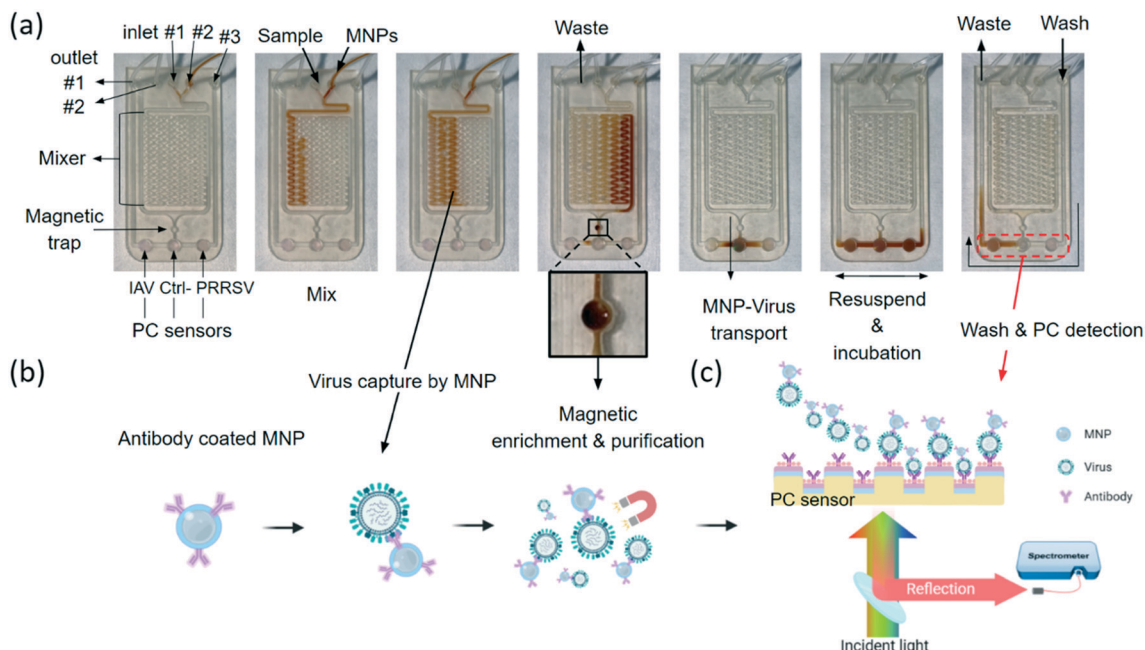 (a)
inlet #1 #2 #3
outlet
#1
#2
Mixer
Magnetic
trap
IAV Ctrl- PRRSV
PC sensors
Sample
MNPs
Mix
Waste
MNP-Virus
transport
Resuspend
&
incubation
Waste
Wash
Wash & PC detection
(b)
Virus capture by MNP
Magnetic
enrichment & purification
Antibody coated MNP
(c)
MNP
Virus
Antibody
PC sensor
Spectrometer
Reflection
Incident light